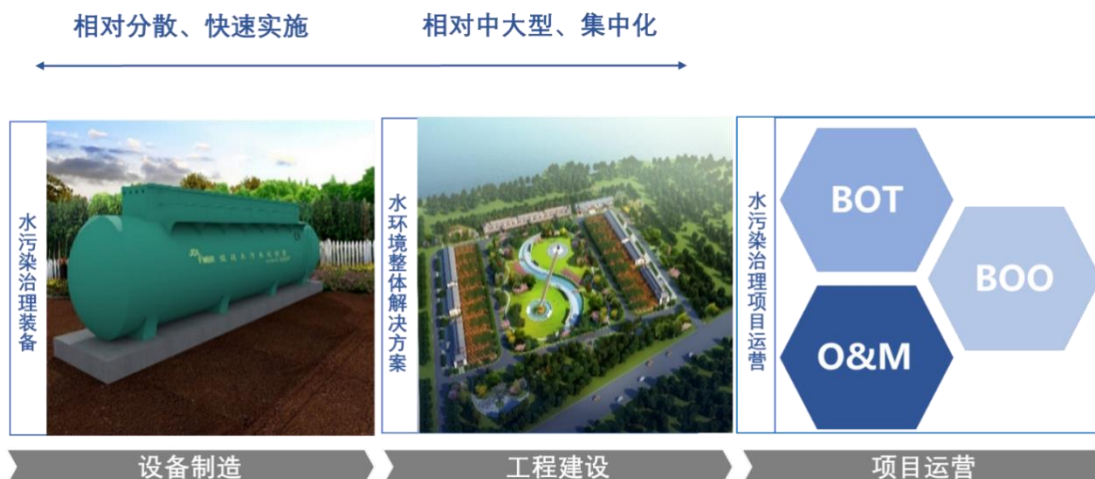 相对分散、快速实施
相对中大型、集中化
水污染治理装备
JDL
FMBR
水环境整体解决方案
水污染治理项目运营
BOT
BOO
O&M
设备制造
工程建设
项目运营